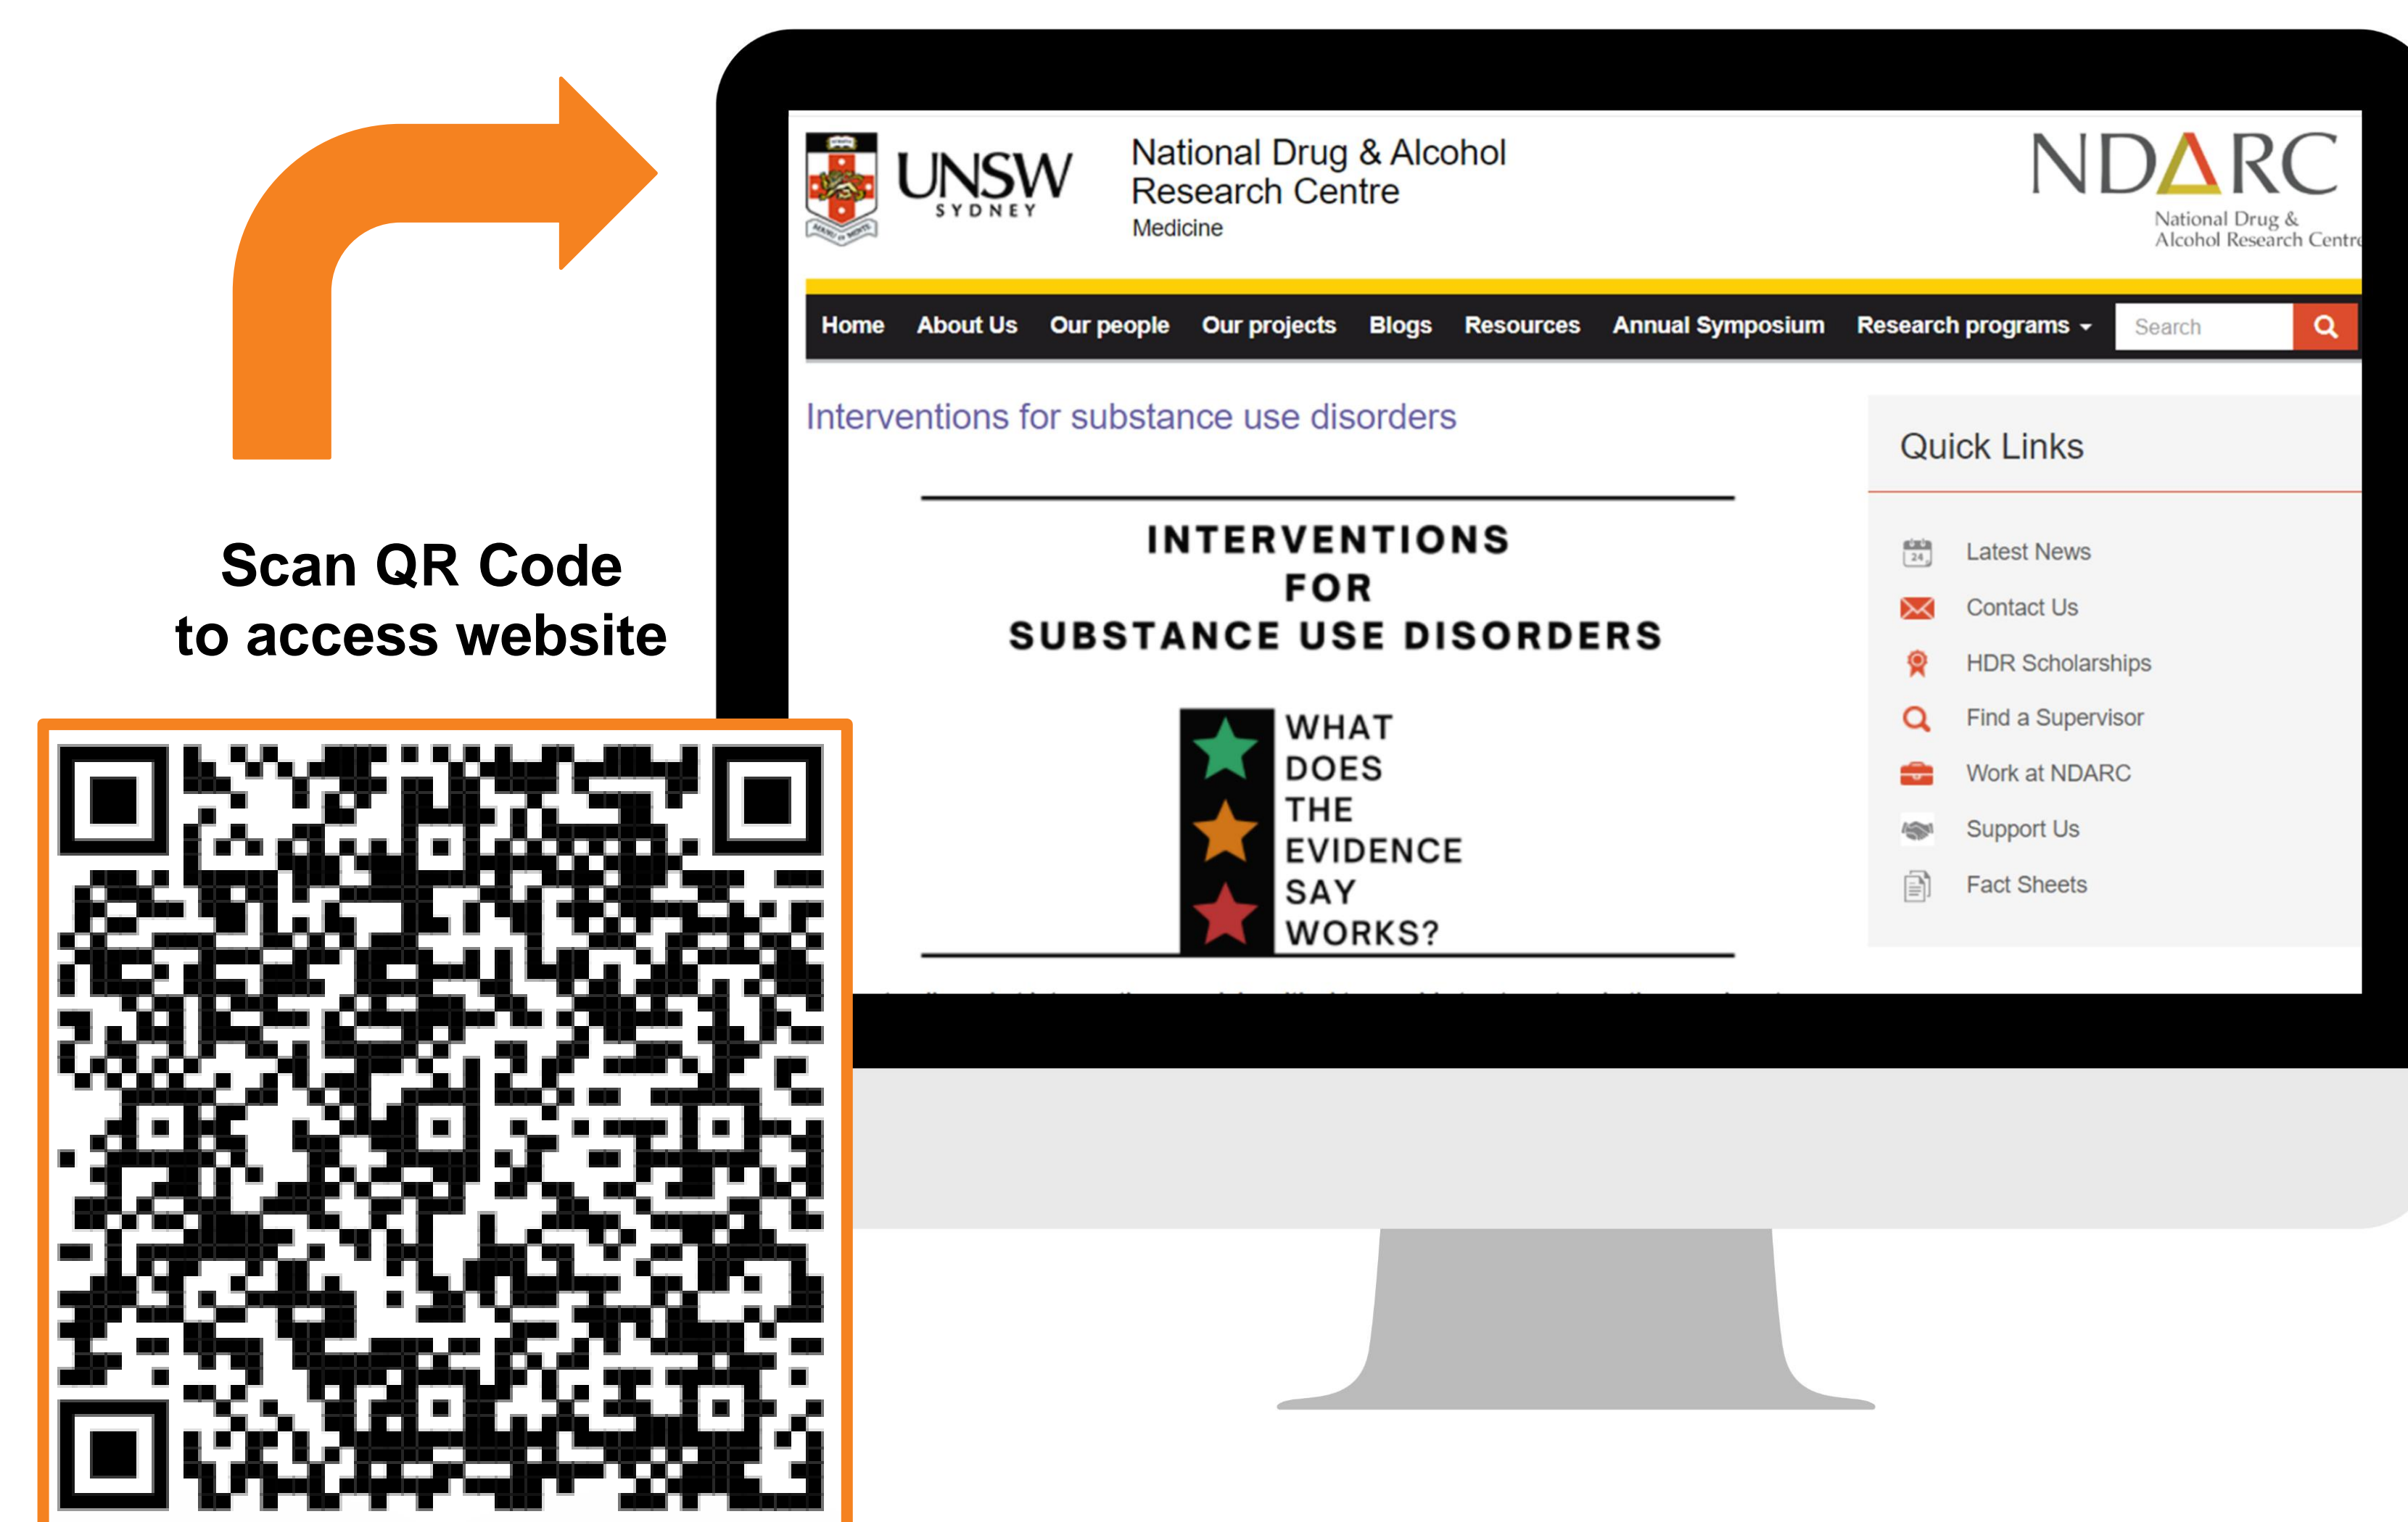 Scan QR Code
to access website
UNSW
SYDNEY
National Drug & Alcohol
Research Centre
Medicine
NDARC
National Drug &
Alcohol Research Centre
Home About Us Our people Our projects Blogs Resources Annual Symposium Research programs Search
Interventions for substance use disorders
INTERVENTIONS
FOR
SUBSTANCE USE DISORDERS
WHAT
DOES
THE
EVIDENCE
SAY
WORKS?
Quick Links
24
Latest News
Contact Us
HDR Scholarships
Find a Supervisor
Work at NDARC
Support Us
Fact Sheets